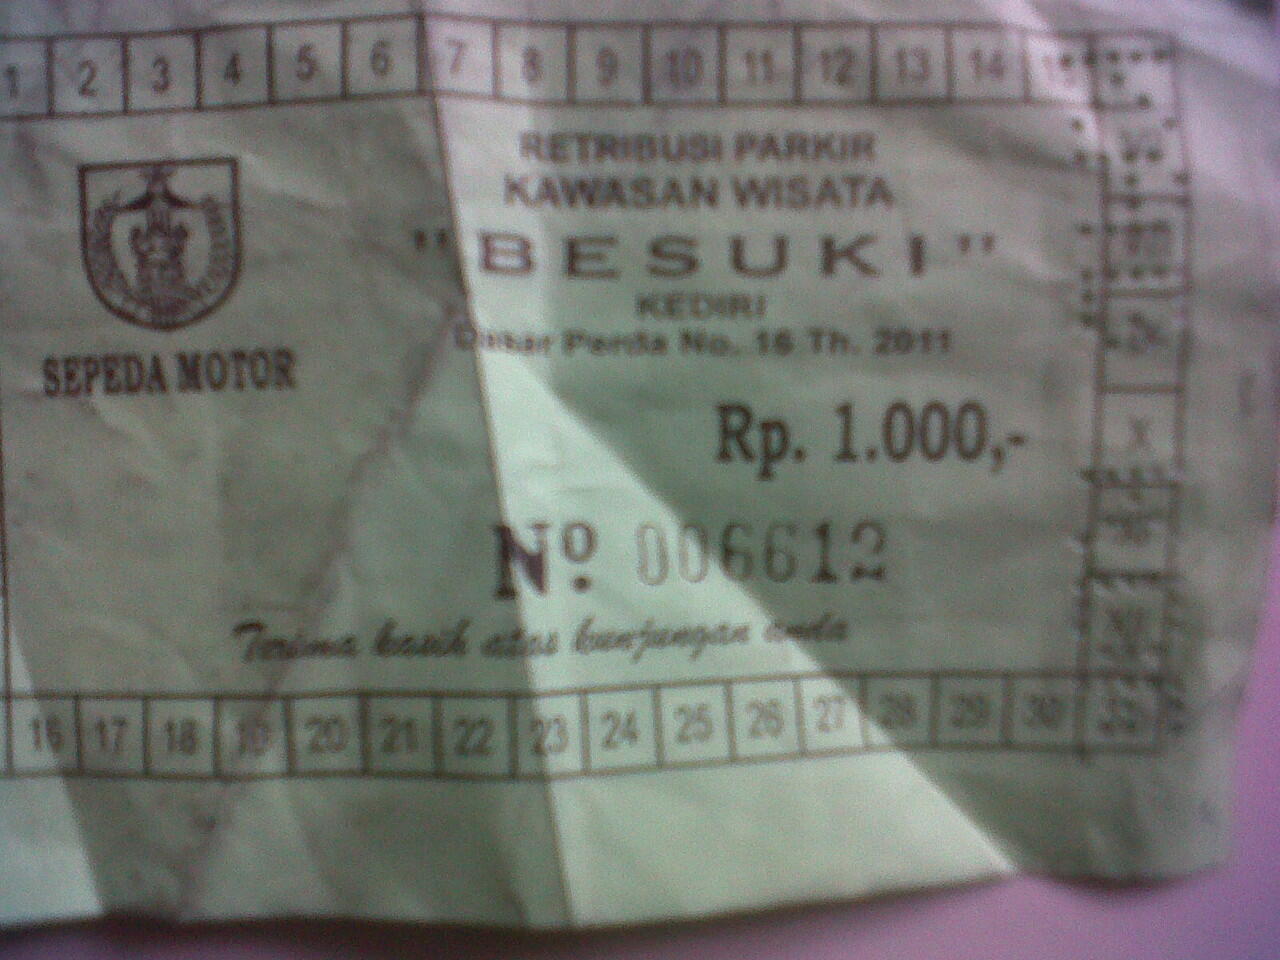 1 2 3 4 5 6 7 8 9 10 11 12 13 14 15
RETRIBUSI PARKIR
KAWASAN WISATA
"BESUKI"
KEDIRI
Dasar Perda No. 16 Th. 2011
SEPEDA MOTOR
Rp. 1.000,-
Nº 006612
Terima kasih atas kunjungan anda
16 17 18 19 20 21 22 23 24 25 26 27 28 29 30